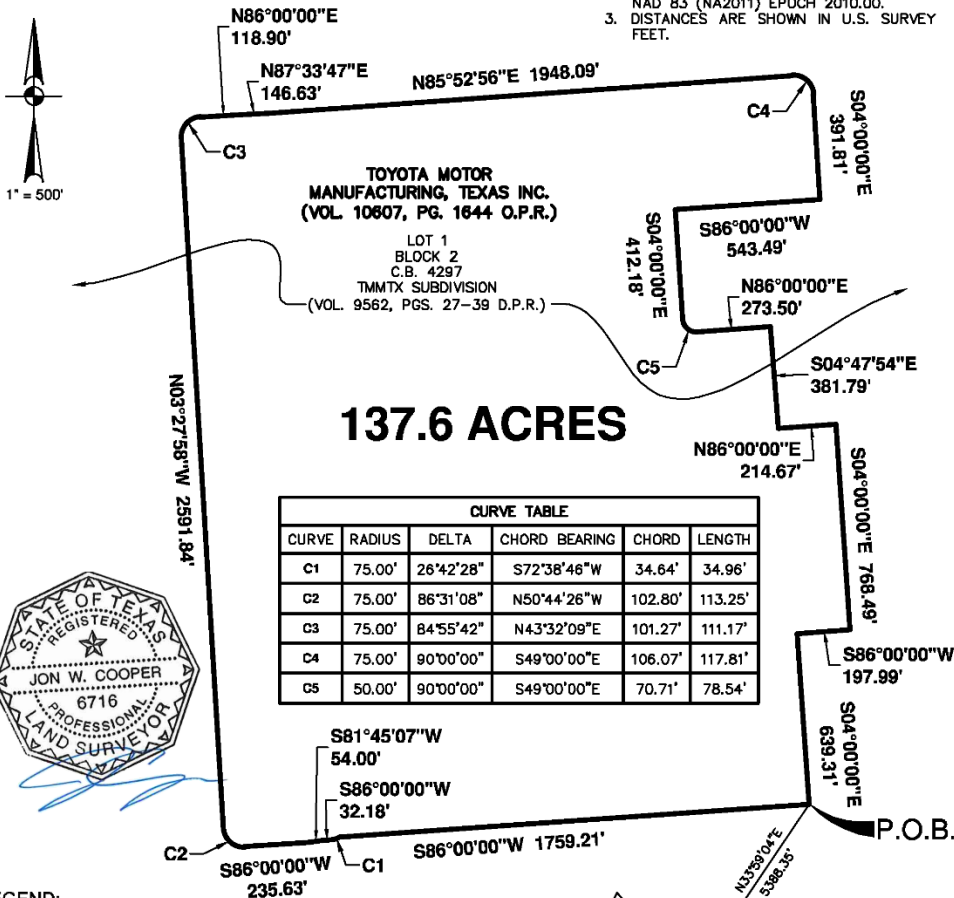 NAD 83 (NA2011) EPOCH 2010.00.
3. DISTANCES ARE SHOWN IN U.S. SURVEY
FEET.
N86°00'00"E
118.90'
N87°33'47"E
146.63'
N85°52'56"E 1948.09'
C4
S04°00'00"E
391.81'
C3
1" = 500'
TOYOTA MOTOR
MANUFACTURING, TEXAS INC.
(VOL. 10607, PG. 1644 O.P.R.)
LOT 1
BLOCK 2
C.B. 4297
TMMTX SUBDIVISION
(VOL. 9562, PGS. 27-39 D.P.R.)
S04°00'00"E
412.18'
S86°00'00"W
543.49'
N86°00'00"E
273.50'
C5
S04°47'54"E
381.79'
N03°27'58"W 2591.84'
137.6 ACRES
N86°00'00"E
214.67'
S04°00'00"E 768.49'
CURVE TABLE
CURVE RADIUS DELTA CHORD BEARING CHORD LENGTH
C1 75.00' 26°42'28" S72°38'46"W 34.64' 34.96'
C2 75.00' 86°31'08" N50°44'26"W 102.80' 113.25'
C3 75.00' 84°55'42" N43°32'09"E 101.27' 111.17'
C4 75.00' 90°00'00" S49°00'00"E 106.07' 117.81'
C5 50.00' 90°00'00" S49°00'00"E 70.71' 78.54'
STATE OF TEXAS
REGISTERED
JON W. COOPER
6716
PROFESSIONAL
LAND SURVEYOR
S86°00'00"W
197.99'
S04°00'00"E
639.31'
S81°45'07"W
54.00'
S86°00'00"W
32.18'
P.O.B.
C2
S86°00'00"W
235.63'
C1
S86°00'00"W 1759.21'
N33°59'04"E
5388.35'
EGEND: